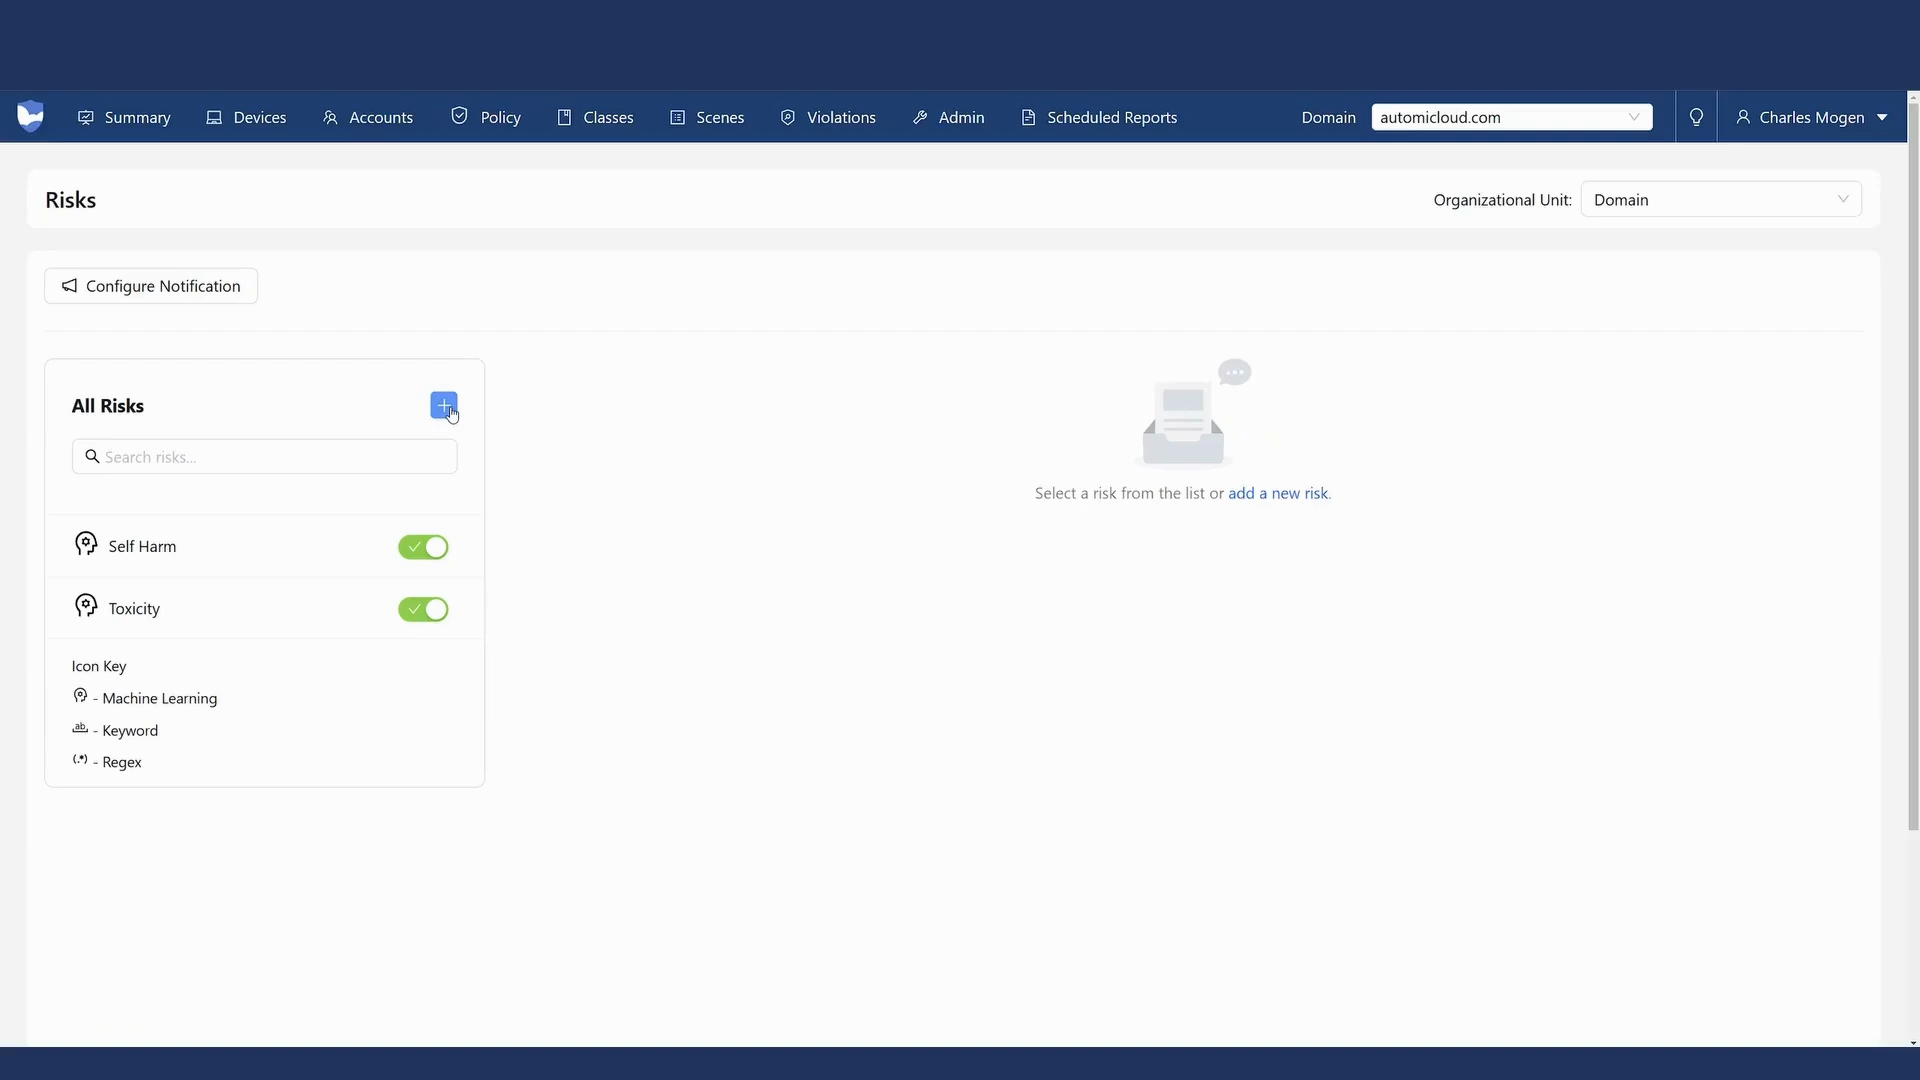 Summary Devices Accounts Policy Classes Scenes Violations Admin Scheduled Reports Domain automicloud.com Charles Mogen
Risks Organizational Unit: Domain
Configure Notification
All Risks
Search risks...
Select a risk from the list or add a new risk.
Self Harm
Toxicity
Icon Key
- Machine Learning
ab - Keyword
(.*) - Regex